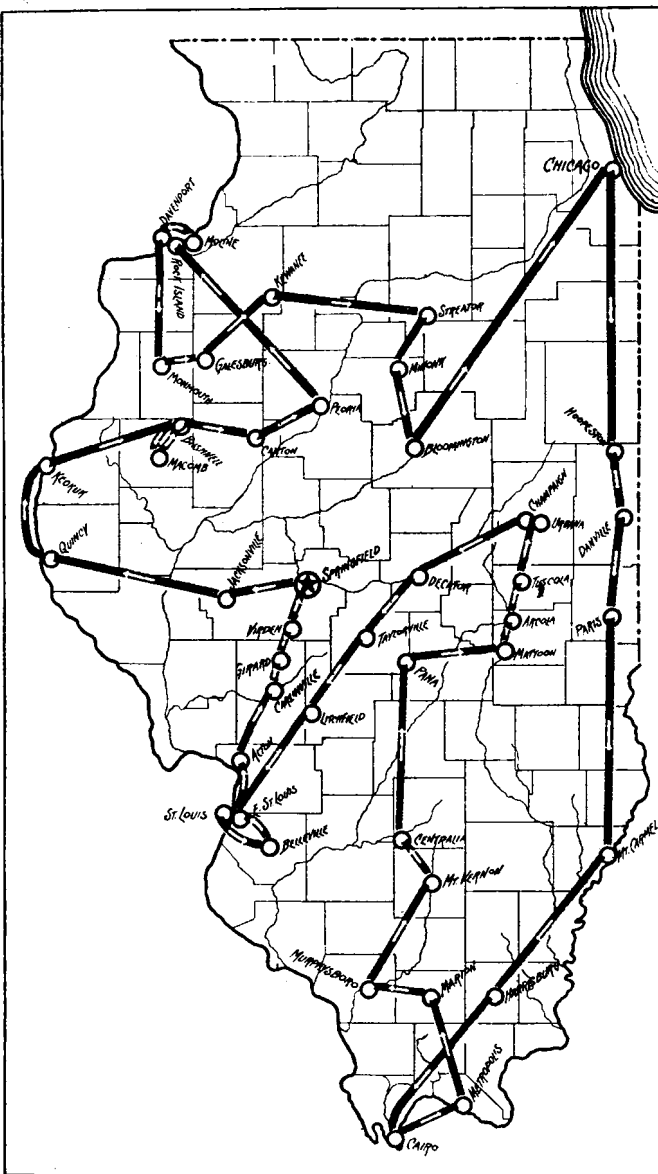 CHICAGO
DAVENPORT
MOLINE
ROCK ISLAND
KEWANEE
STREATOR
GALESBURG
MONMOUTH
MINONK
PEORIA
BUSHNELL
CANTON
BLOOMINGTON
HOOPESTON
MACOMB
KEOKUK
CHAMPAIGN
URBANA
DANVILLE
QUINCY
JACKSONVILLE
SPRINGFIELD
DECATUR
TUSCOLA
VIRDEN
TAYLORVILLE
ARCOLA
PARIS
GIRARD
PANA
MATTOON
CARLINVILLE
LITCHFIELD
ALTON
ST. LOUIS
E. ST. LOUIS
BELLEVILLE
CENTRALIA
MT. CARMEL
MT. VERNON
MURPHYSBORO
MARION
HARRISBURG
METROPOLIS
CAIRO